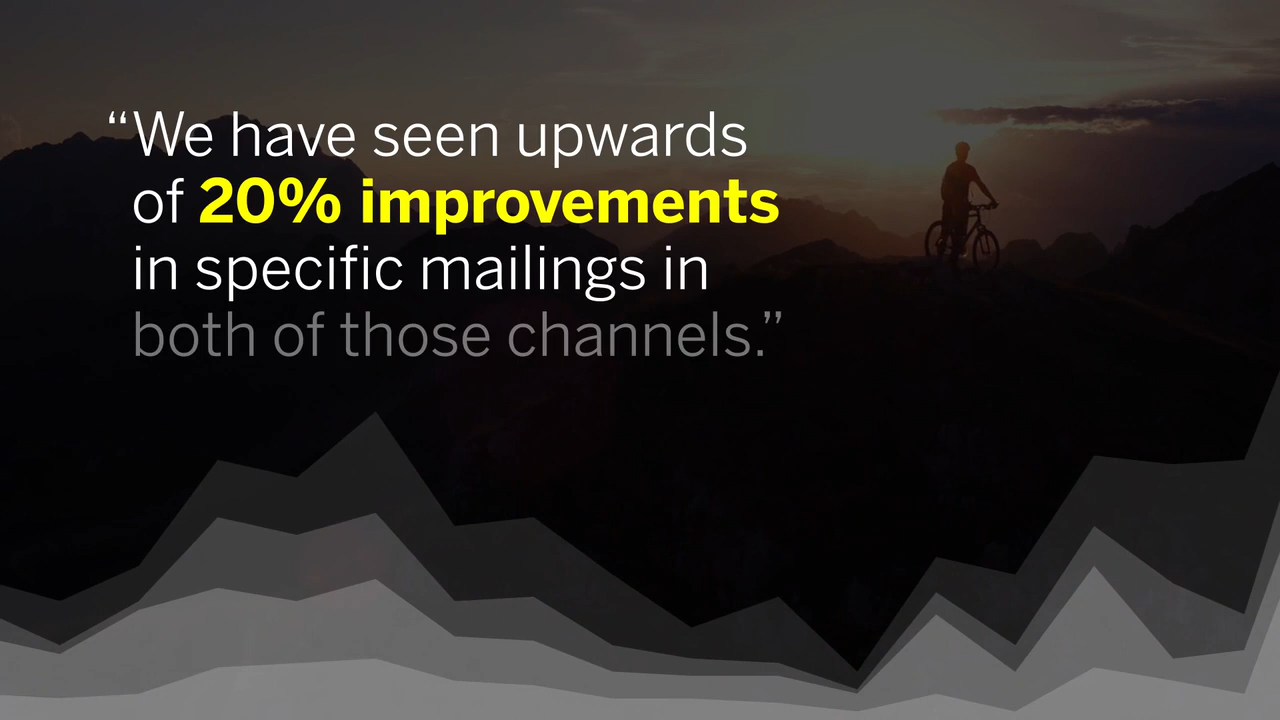 “We have seen upwards
of 20% improvements
in specific mailings in
both of those channels.”